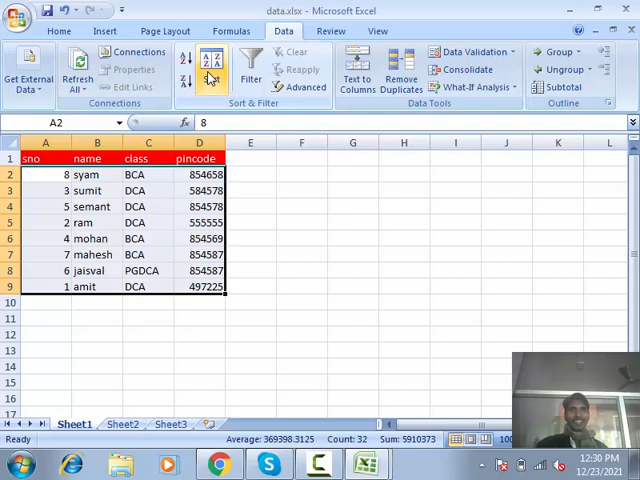 data.xlsx - Microsoft Excel
Home Insert Page Layout Formulas Data Review View
Get External Data
Refresh All
Connections
Properties
Edit Links
Connections
Filter
Clear
Reapply
Advanced
Sort & Filter
Text to Columns
Remove Duplicates
Data Validation
Consolidate
What-If Analysis
Data Tools
Group
Ungroup
Subtotal
Outline
A2 fx 8
A B C D E F G H I J K L
1 sno name class pincode
2 8 syam BCA 854658
3 3 sumit DCA 584578
4 5 semant DCA 854578
5 2 ram DCA 555555
6 4 mohan BCA 854569
7 7 mahesh BCA 854587
8 6 jaisval PGDCA 854587
9 1 amit DCA 497225
10
11
12
13
14
15
16
17
Sheet1 Sheet2 Sheet3
Ready Average: 369398.3125 Count: 32 Sum: 5910373
12:30 PM
12/23/2021